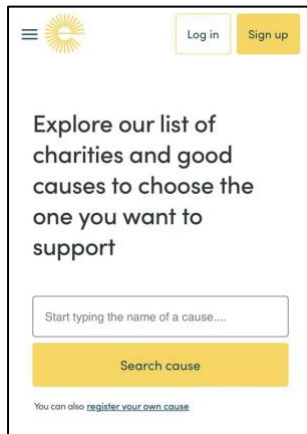 Log in
Sign up
Explore our list of
charities and good
causes to choose the
one you want to
support
Start typing the name of a cause....
Search cause
You can also register your own cause